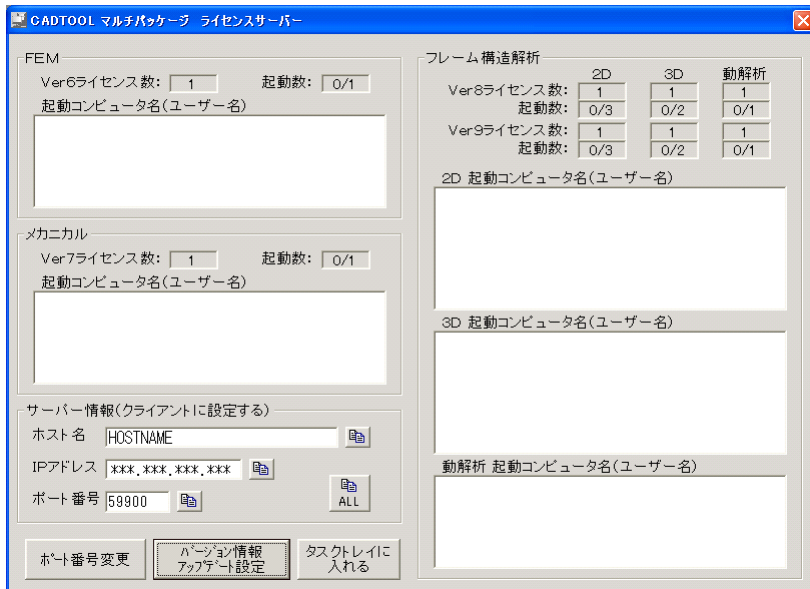 CADTOOL マルチパッケージ ライセンスサーバー
FEM
Ver6ライセンス数: 1 起動数: 0/1
起動コンピュータ名(ユーザー名)
メカニカル
Ver7ライセンス数: 1 起動数: 0/1
起動コンピュータ名(ユーザー名)
サーバー情報(クライアントに設定する)
ホスト名 HOSTNAME
IPアドレス ***.***.***.***
ポート番号 59900
ALL
ポート番号変更
バージョン情報
アップデート設定
タスクトレイに
入れる
フレーム構造解析
2D 3D 動解析
Ver8ライセンス数: 1 1 1
起動数: 0/3 0/2 0/1
Ver9ライセンス数: 1 1 1
起動数: 0/3 0/2 0/1
2D 起動コンピュータ名(ユーザー名)
3D 起動コンピュータ名(ユーザー名)
動解析 起動コンピュータ名(ユーザー名)